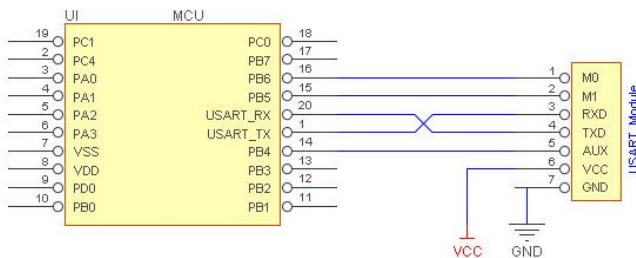 UI MCU
19 PC1 PC0 18
2 PC4 PB7 17
3 PA0 PB6 16 1 M0
4 PA1 PB5 15 2 M1
5 PA2 USART_RX 20 3 RXD
6 PA3 USART_TX 1 4 TXD
7 VSS PB4 14 5 AUX
8 VDD PB3 13 6 VCC
9 PD0 PB2 12 7 GND
10 PB0 PB1 11
USART_Module
VCC GND